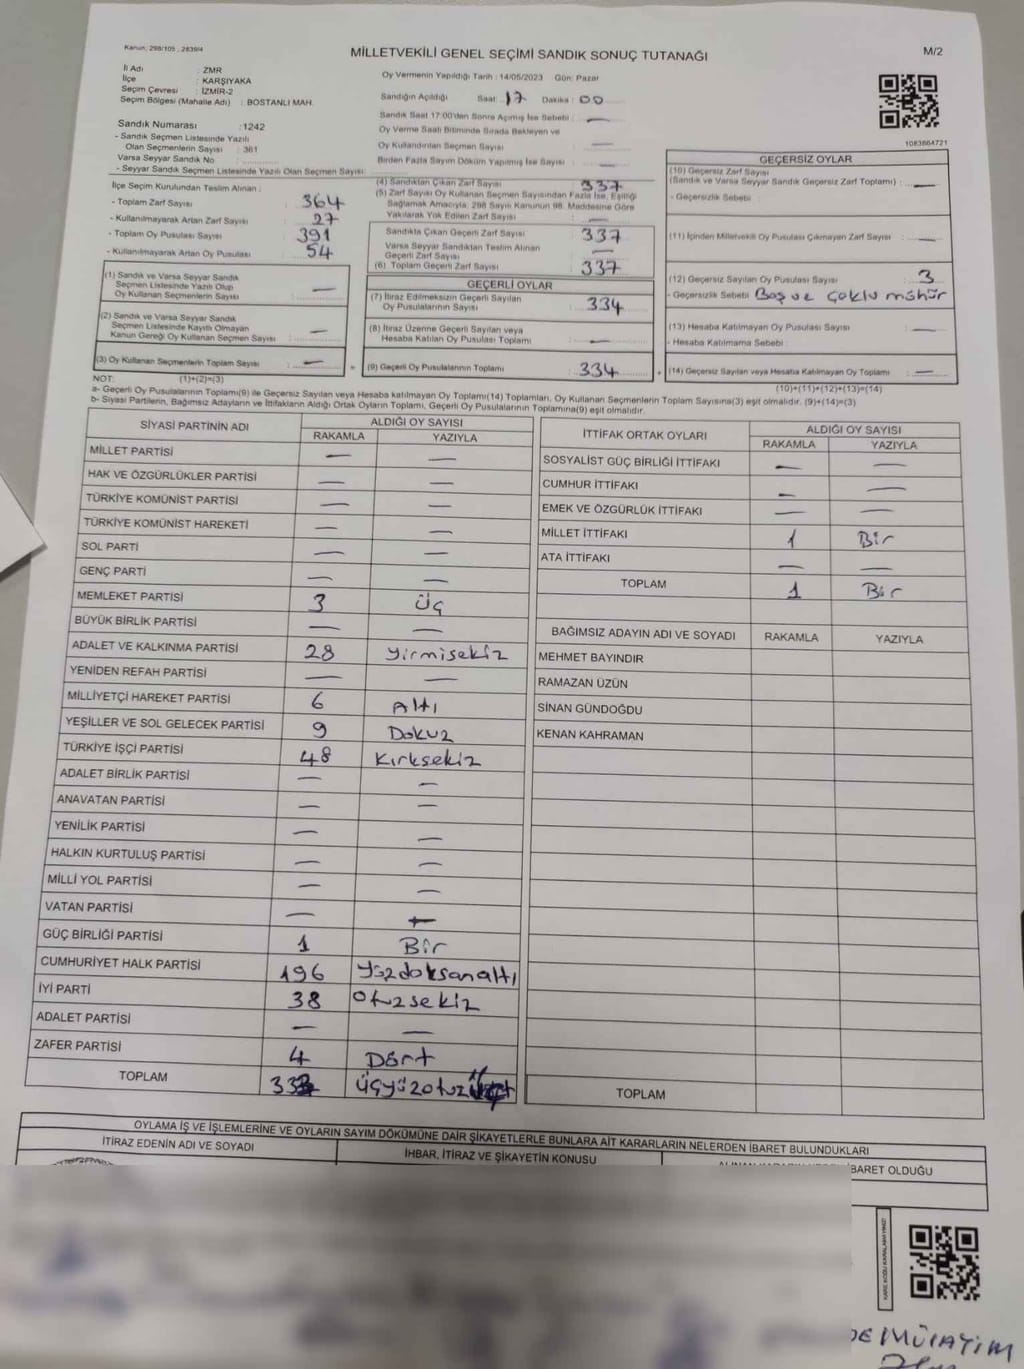 Kanun; 298/105 , 2839/4
M/2
MİLLETVEKİLİ GENEL SEÇİMİ SANDIK SONUÇ TUTANAĞI
İl Adı : ZMR
İlçe : KARŞIYAKA
Seçim Çevresi : İZMİR-2
Seçim Bölgesi (Mahalle Adı) : BOSTANLI MAH.
Oy Vermenin Yapıldığı Tarih : 14/05/2023 Gün: Pazar
Sandığın Açıldığı Saat : 17 Dakika : 00
Sandık Saat 17:00'den Sonra Açımış İse Sebebi : —
Oy Verme Saati Bitiminde Sırada Bekleyen ve
Oy Kullandırılan Seçmen Sayısı : —
Birden Fazla Sayım Döküm Yapılmış İse Sayısı : —
1083664721
Sandık Numarası : 1242
- Sandık Seçmen Listesinde Yazılı
Olan Seçmenlerin Sayısı : 361
Varsa Seyyar Sandık No :
- Seyyar Sandık Seçmen Listesinde Yazılı Olan Seçmen Sayısı :
İlçe Seçim Kurulundan Teslim Alınan :
- Toplam Zarf Sayısı : 364
- Kullanılmayarak Artan Zarf Sayısı : 27
- Toplam Oy Pusulası Sayısı : 391
- Kullanılmayarak Artan Oy Pusulası : 54
(1) Sandık ve Varsa Seyyar Sandık
Seçmen Listesinde Yazılı Olup
Oy Kullanan Seçmenlerin Sayısı : —
(2) Sandık ve Varsa Seyyar Sandık
Seçmen Listesinde Kayıtlı Olmayan
Kanun Gereği Oy Kullanan Seçmen Sayısı : —
(3) Oy Kullanan Seçmenlerin Toplam Sayısı : —
(1)+(2)=(3)
(4) Sandıktan Çıkan Zarf Sayısı : 337
(5) Zarf Sayısı Oy Kullanan Seçmen Sayısından Fazla İse, Eşitliği
Sağlamak Amacıyla; 298 Sayılı Kanunun 98. Maddesine Göre
Yakılarak Yok Edilen Zarf Sayısı : —
Sandıkta Çıkan Geçerli Zarf Sayısı : 337
Varsa Seyyar Sandıktan Teslim Alınan
Geçerli Zarf Sayısı : —
(6) Toplam Geçerli Zarf Sayısı : 337
GEÇERLİ OYLAR
(7) İtiraz Edilmeksizin Geçerli Sayılan
Oy Pusulalarının Sayısı : 334
(8) İtiraz Üzerine Geçerli Sayılan veya
Hesaba Katılan Oy Pusulası Toplamı : —
(9) Geçerli Oy Pusulalarının Toplamı : 334
GEÇERSİZ OYLAR
(10) Geçersiz Zarf Sayısı
(Sandık ve Varsa Seyyar Sandık Geçersiz Zarf Toplamı) : —
- Geçersizlik Sebebi :
(11) İçinden Milletvekili Oy Pusulası Çıkmayan Zarf Sayısı : —
(12) Geçersiz Sayılan Oy Pusulası Sayısı : 3
- Geçersizlik Sebebi : Boş ve çoklu mühür
(13) Hesaba Katılmayan Oy Pusulası Sayısı : —
- Hesaba Katılmama Sebebi :
(14) Geçersiz Sayılan veya Hesaba Katılmayan Oy Toplamı : —
(10)+(11)+(12)+(13)=(14)
NOT:
a- Geçerli Oy Pusulalarının Toplamı(9) ile Geçersiz Sayılan veya Hesaba katılmayan Oy Toplamı(14) Toplamları, Oy Kullanan Seçmenlerin Toplam Sayısına(3) eşit olmalıdır. (9)+(14)=(3)
b- Siyasi Partilerin, Bağımsız Adayların ve İttifakların Aldığı Ortak Oyların Toplamı, Geçerli Oy Pusulalarının Toplamına(9) eşit olmalıdır.
SİYASİ PARTİNİN ADI ALDIĞI OY SAYISI
RAKAMLA YAZIYLA
MİLLET PARTİSİ — —
HAK VE ÖZGÜRLÜKLER PARTİSİ — —
TÜRKİYE KOMÜNİST PARTİSİ — —
TÜRKİYE KOMÜNİST HAREKETİ — —
SOL PARTİ — —
GENÇ PARTİ — —
MEMLEKET PARTİSİ 3 Üç
BÜYÜK BİRLİK PARTİSİ — —
ADALET VE KALKINMA PARTİSİ 28 Yirmisekiz
YENİDEN REFAH PARTİSİ — —
MİLLİYETÇİ HAREKET PARTİSİ 6 Altı
YEŞİLLER VE SOL GELECEK PARTİSİ 9 Dokuz
TÜRKİYE İŞÇİ PARTİSİ 48 Kırksekiz
ADALET BİRLİK PARTİSİ — —
ANAVATAN PARTİSİ — —
YENİLİK PARTİSİ — —
HALKIN KURTULUŞ PARTİSİ — —
MİLLİ YOL PARTİSİ — —
VATAN PARTİSİ — —
GÜÇ BİRLİĞİ PARTİSİ 1 Bir
CUMHURİYET HALK PARTİSİ 196 Yüzdoksanaltı
İYİ PARTİ 38 Otuzsekiz
ADALET PARTİSİ — —
ZAFER PARTİSİ 4 Dört
TOPLAM
İTTİFAK ORTAK OYLARI ALDIĞI OY SAYISI
RAKAMLA YAZIYLA
SOSYALİST GÜÇ BİRLİĞİ İTTİFAKI — —
CUMHUR İTTİFAKI — —
EMEK VE ÖZGÜRLÜK İTTİFAKI — —
MİLLET İTTİFAKI 1 Bir
ATA İTTİFAKI — —
TOPLAM 1 Bir
BAĞIMSIZ ADAYIN ADI VE SOYADI RAKAMLA YAZIYLA
MEHMET BAYINDIR
RAMAZAN ÜZÜN
SİNAN GÜNDOĞDU
KENAN KAHRAMAN
TOPLAM
OYLAMA İŞ VE İŞLEMLERİNE VE OYLARIN SAYIM DÖKÜMÜNE DAİR ŞİKAYETLERLE BUNLARA AİT KARARLARIN NELERDEN İBARET BULUNDUKLARI
İTİRAZ EDENİN ADI VE SOYADI İHBAR, İTİRAZ VE ŞİKAYETİN KONUSU İBARET OLDUĞU